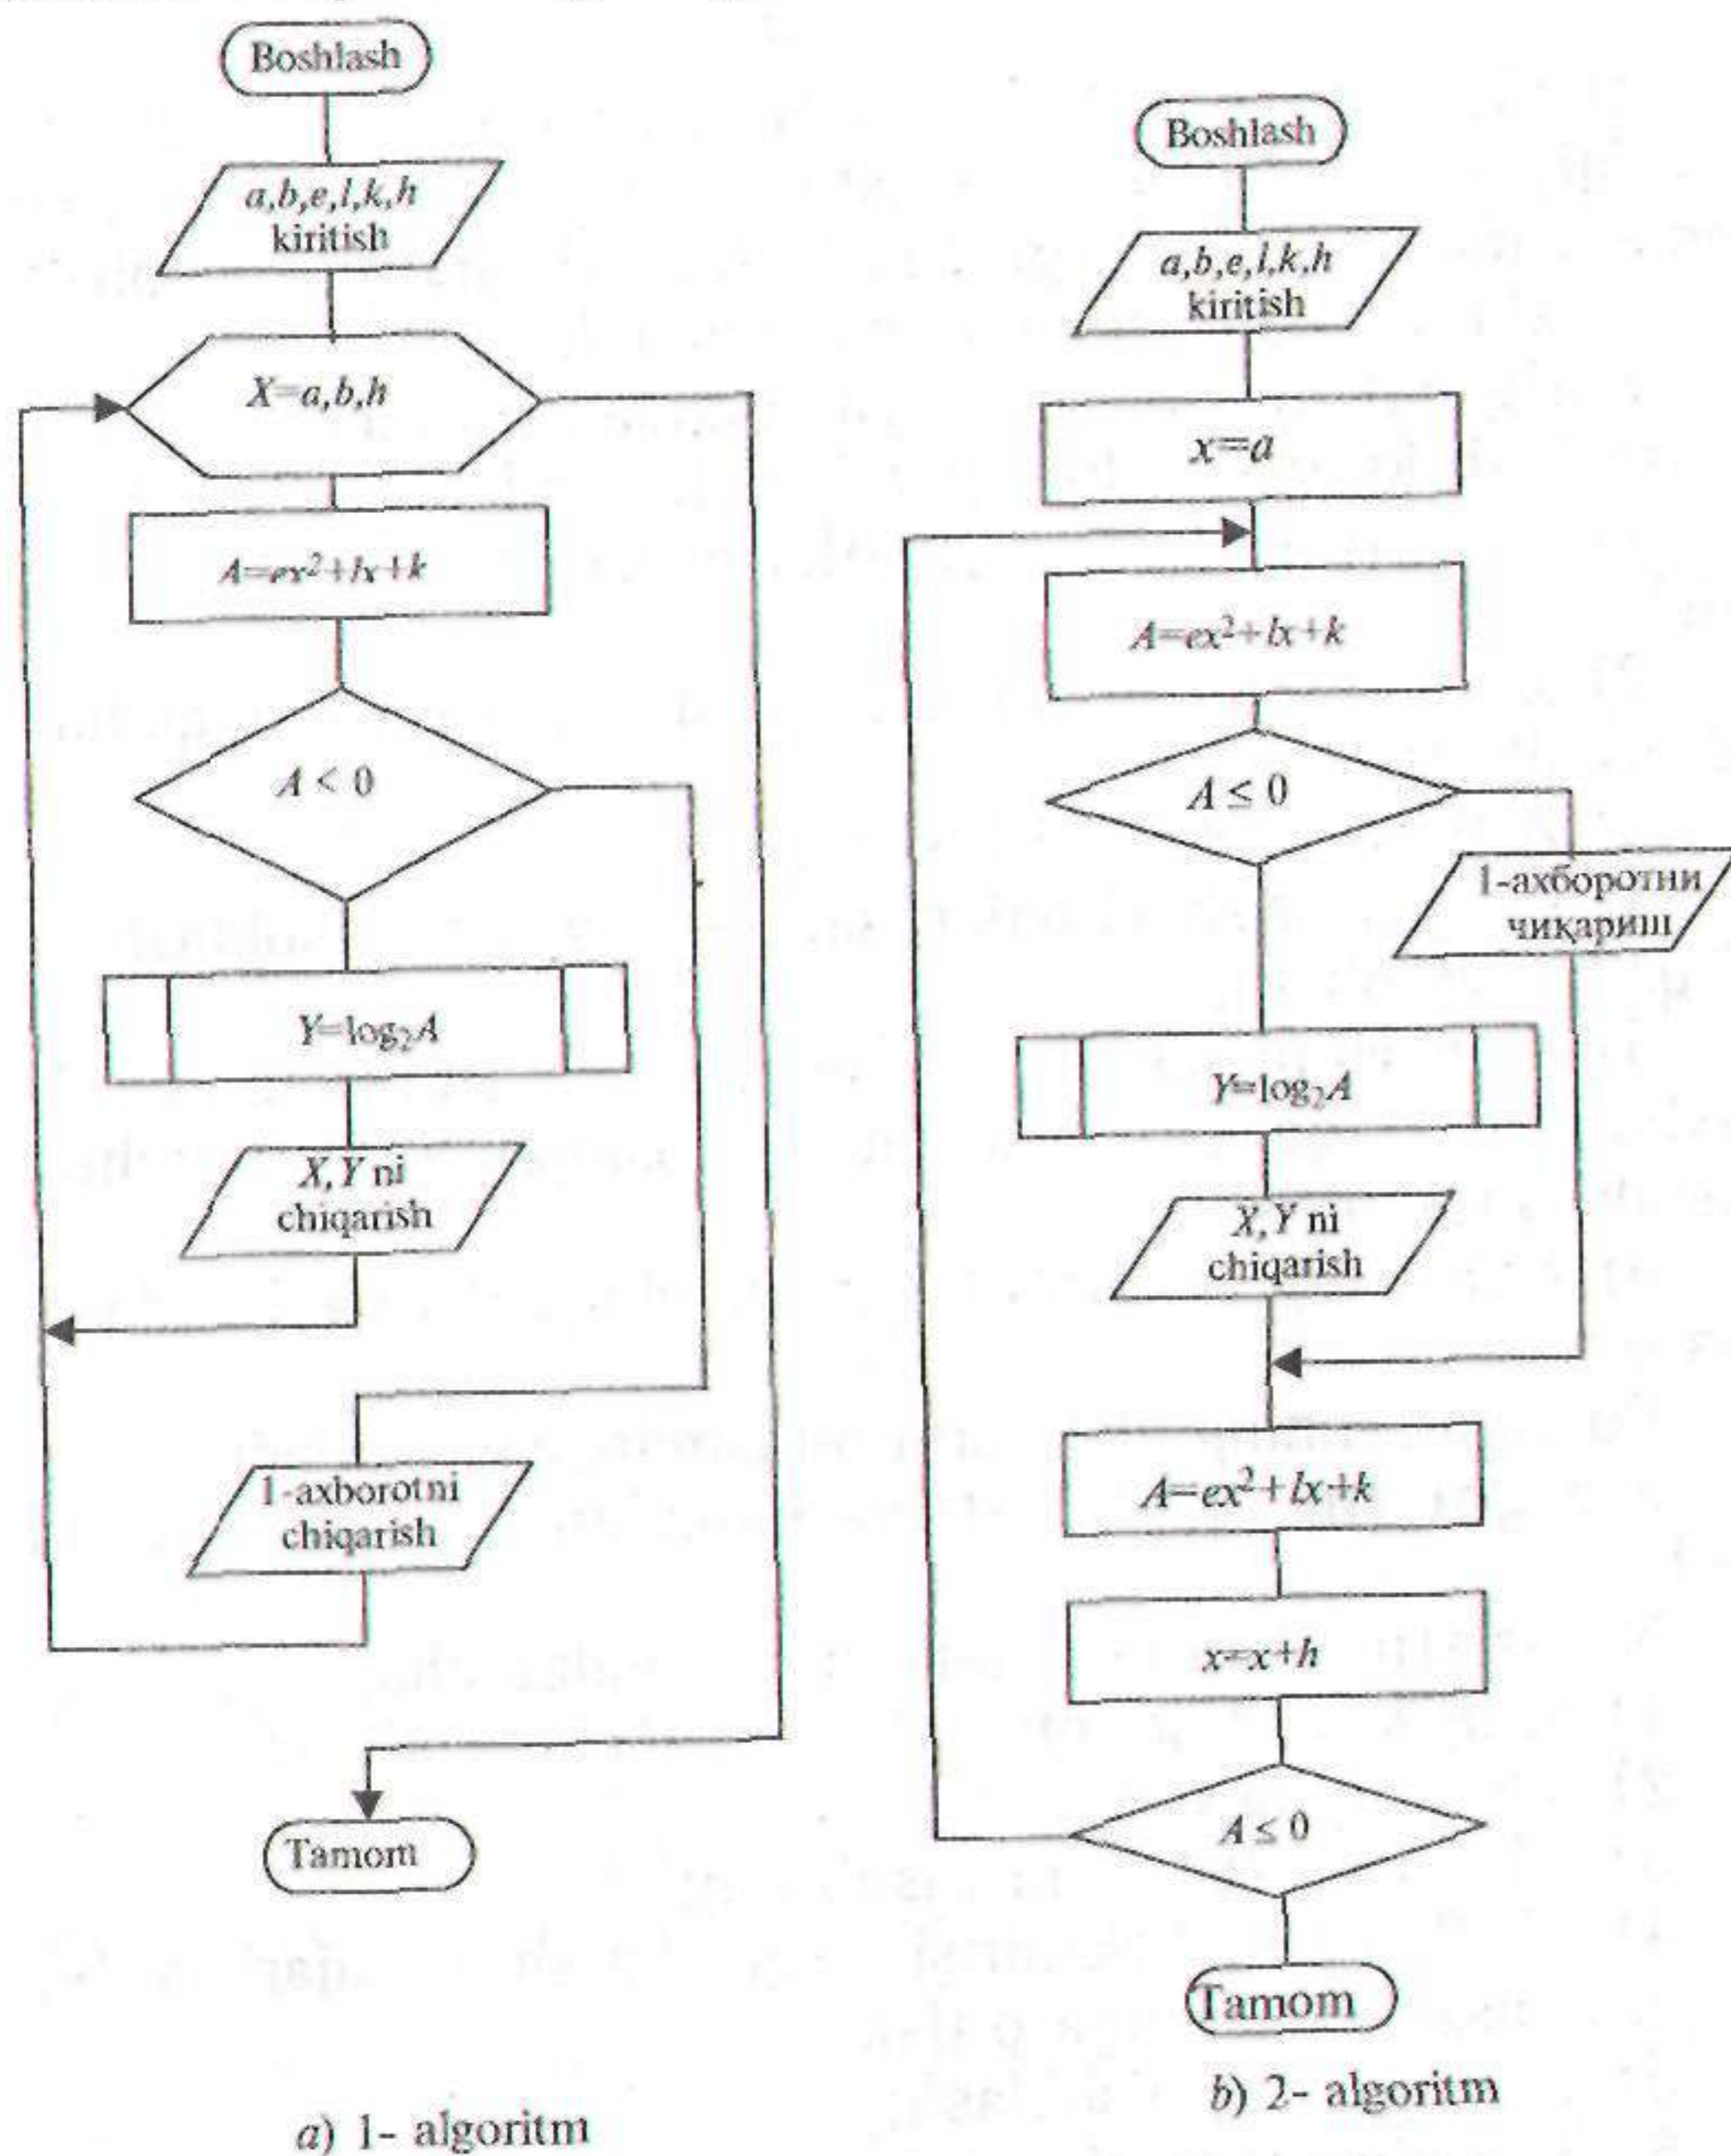 Boshlash
a,b,e,l,k,h
kiritish
X=a,b,h
A=ex²+lx+k
A < 0
Y=log₂A
X,Y ni
chiqarish
1-axborotni
chiqarish
Tamom
a) 1- algoritm
Boshlash
a,b,e,l,k,h
kiritish
x=a
A=ex²+lx+k
A ≤ 0
1-ахборотни
чиқариш
Y=log₂A
X,Y ni
chiqarish
A=ex²+lx+k
x=x+h
A ≤ 0
Tamom
b) 2- algoritm